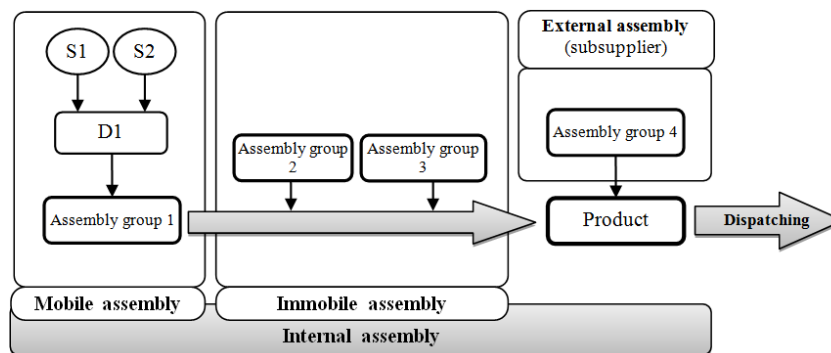 S1
S2
D1
Assembly group 1
Assembly group
2
Assembly group
3
External assembly
(subsupplier)
Assembly group 4
Product
Dispatching
Mobile assembly
Immobile assembly
Internal assembly